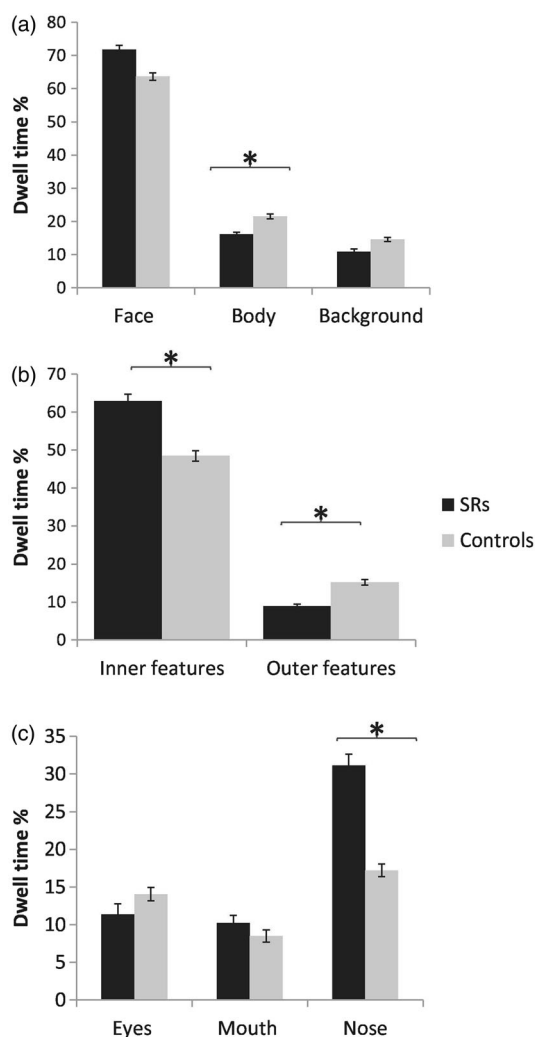 (a)
80
70
60
50
40
30
20
10
0
Dwell time %
*
Face Body Background
(b)
70
60
50
40
30
20
10
0
Dwell time %
*
*
Inner features Outer features
SRs
Controls
(c)
35
30
25
20
15
10
5
0
Dwell time %
*
Eyes Mouth Nose